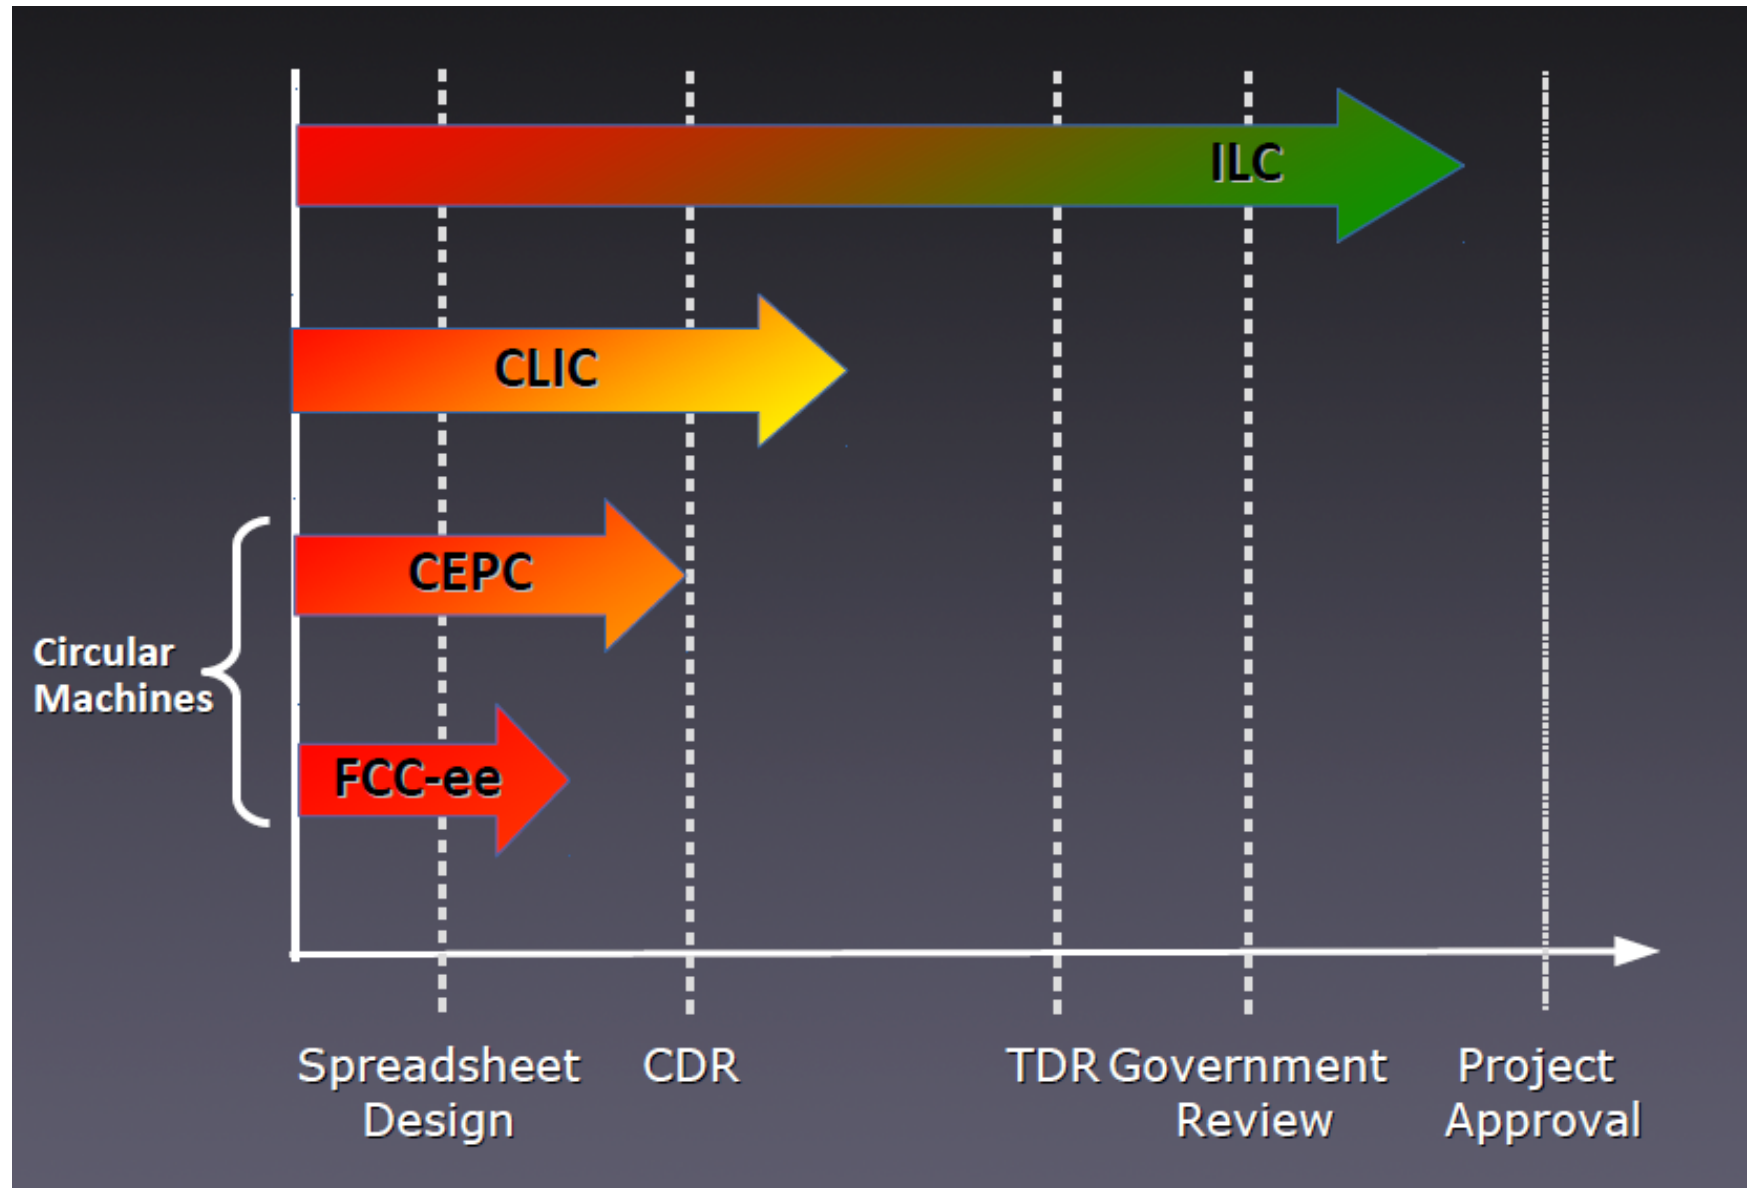 ILC
CLIC
CEPC
Circular
Machines
FCC-ee
Spreadsheet
Design
CDR
TDR
Government
Review
Project
Approval